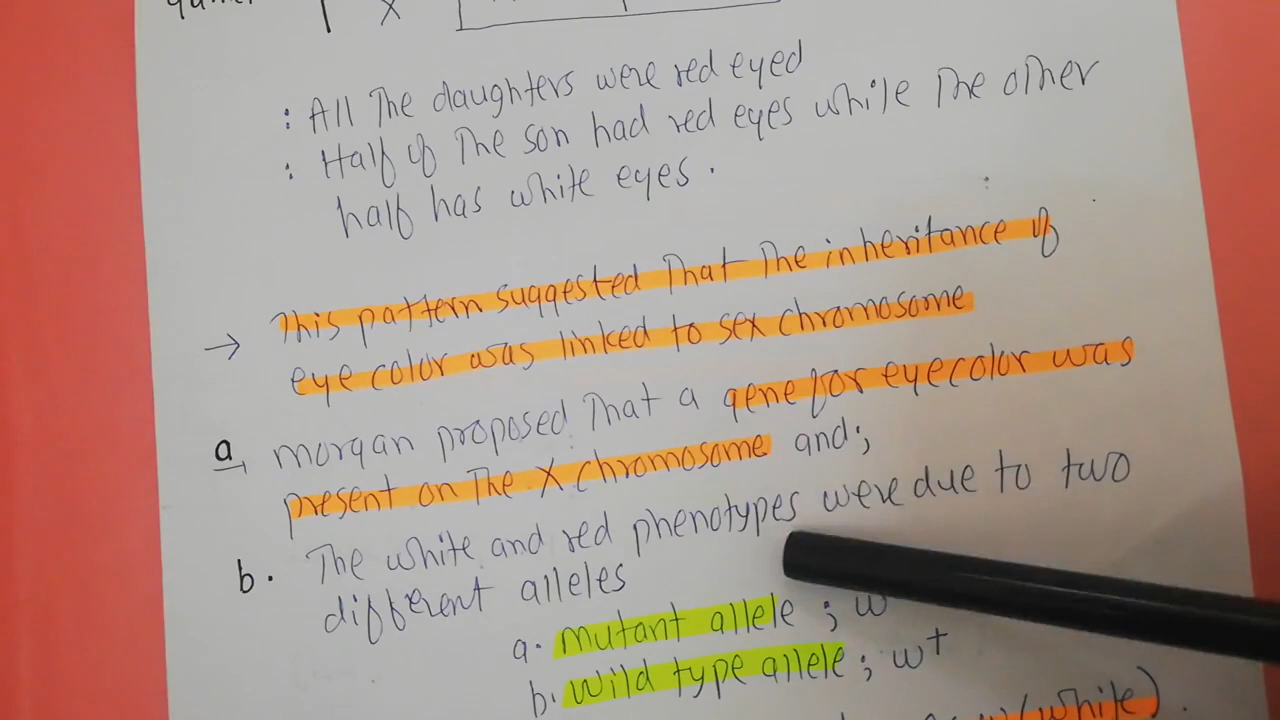 : All The daughters were red eyed
: Half of The son had red eyes while The other
half has white eyes.
→ This pattern suggested That The inheritance of
eye color was linked to sex chromosome
a, morgan proposed That a gene for eyecolor was
present on The X chromosome and;
b. The white and red phenotypes were due to two
different alleles
a. mutant allele ; w
b. wild type allele ; w+
(white).